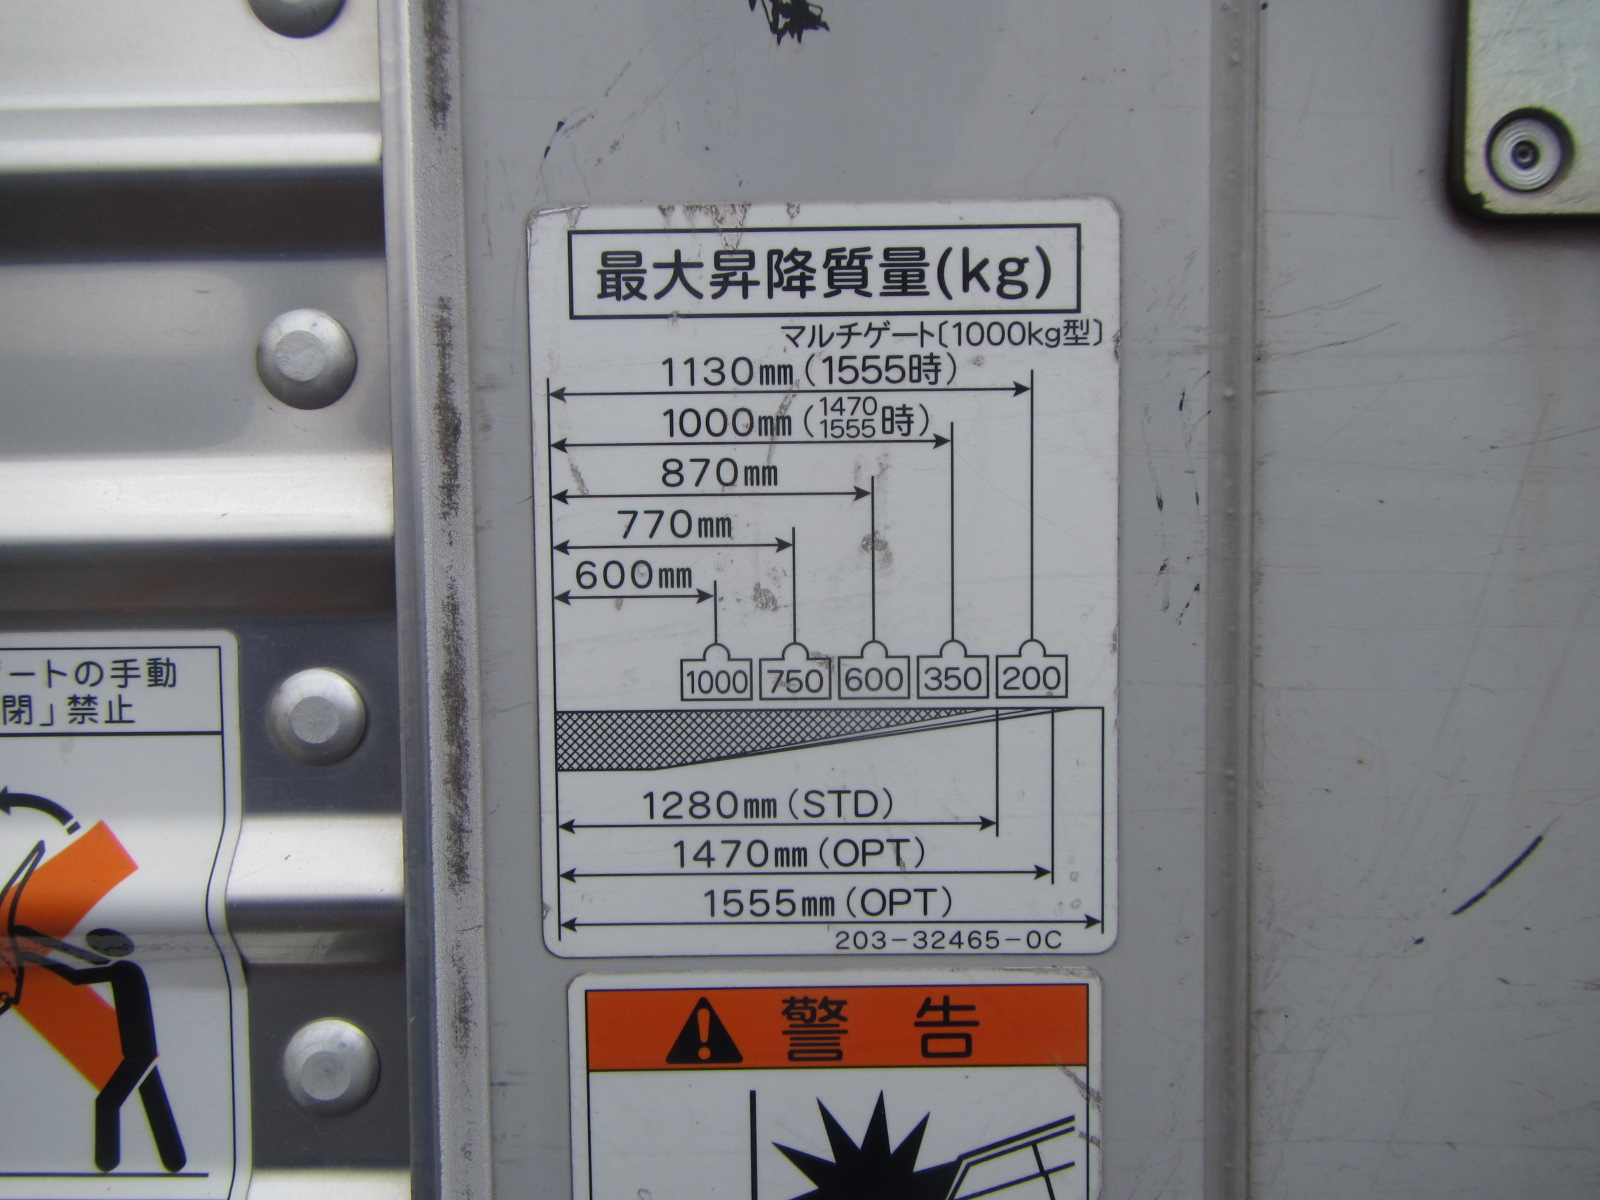 最大昇降質量(kg)
マルチゲート〔1000kg型〕
1130mm(1555時)
1000mm(1470 1555時)
870mm
770mm
600mm
1000 750 600 350 200
1280mm(STD)
1470mm(OPT)
1555mm(OPT)
203-32465-0C
警告
ートの手動
閉」禁止